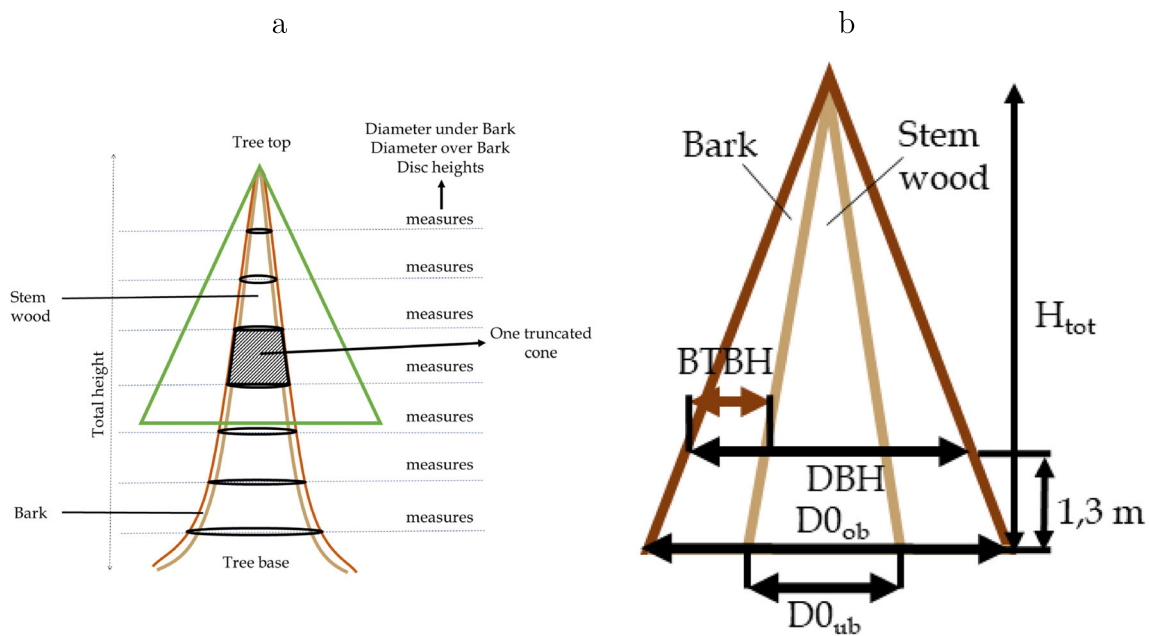 a
Tree top
Diameter under Bark
Diameter over Bark
Disc heights
measures
measures
Stem
wood
measures
One truncated
cone
measures
Total height
measures
measures
Bark
measures
Tree base
b
Bark
Stem
wood
H_tot
BTBH
DBH
D0_ob
1,3 m
D0_ub